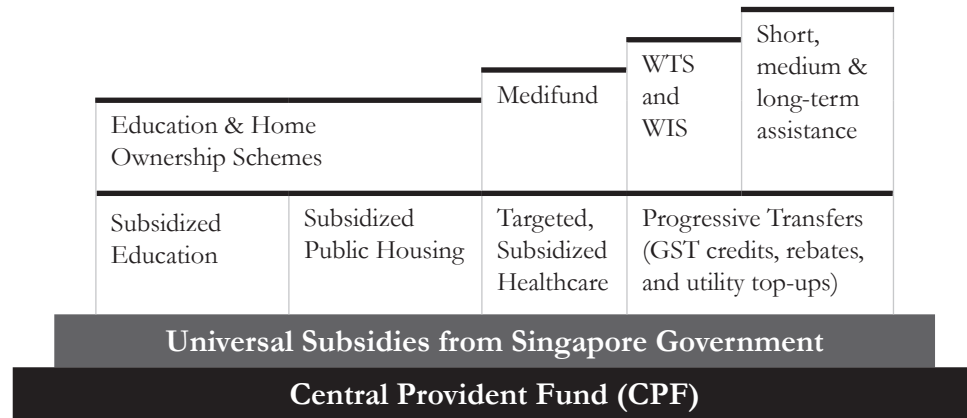 Education & Home
Ownership Schemes
Medifund
WTS
and
WIS
Short,
medium &
long-term
assistance
Subsidized
Education
Subsidized
Public Housing
Targeted,
Subsidized
Healthcare
Progressive Transfers
(GST credits, rebates,
and utility top-ups)
Universal Subsidies from Singapore Government
Central Provident Fund (CPF)